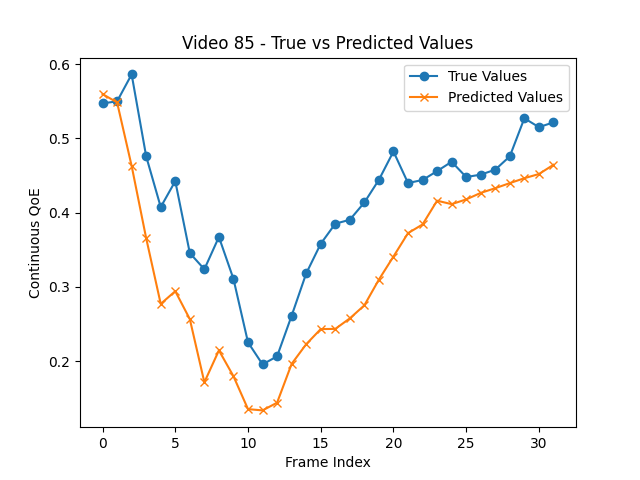 Video 85 - True vs Predicted Values
True Values
Predicted Values
0.6
0.5
0.4
0.3
0.2
Continuous QoE
0 5 10 15 20 25 30
Frame Index